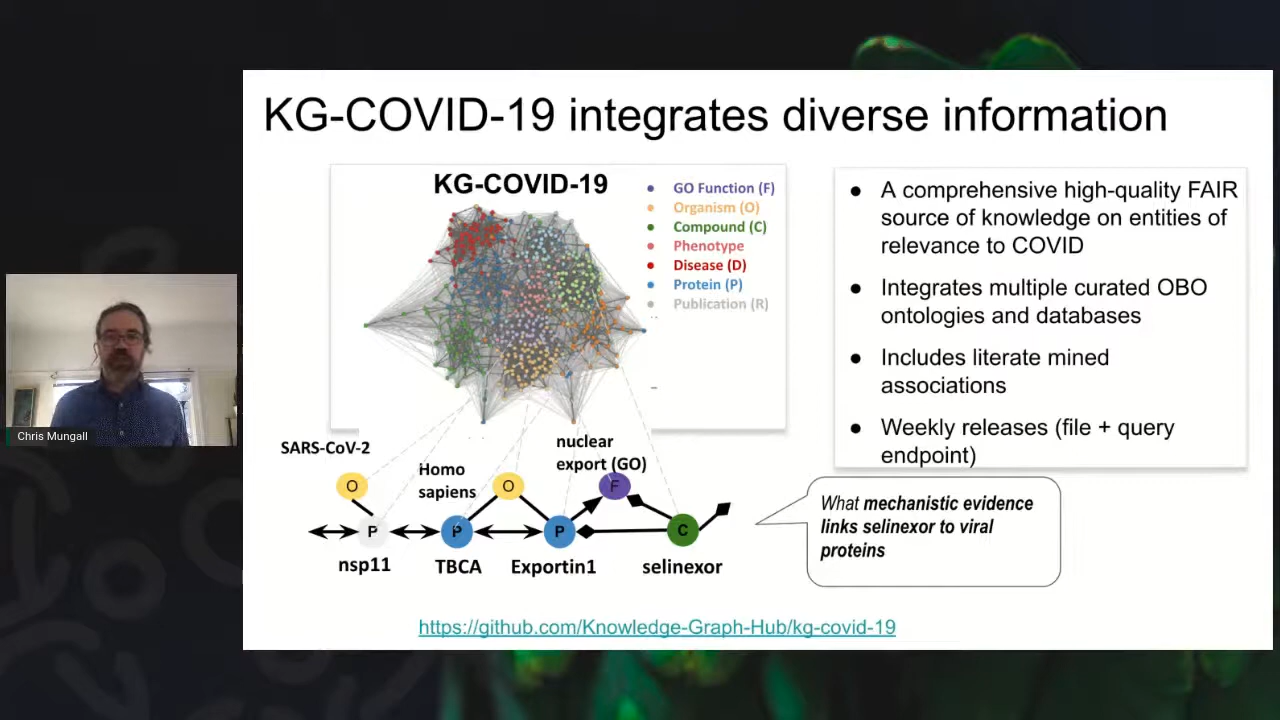 KG-COVID-19 integrates diverse information
KG-COVID-19
GO Function (F)
Organism (O)
Compound (C)
Phenotype
Disease (D)
Protein (P)
Publication (R)
A comprehensive high-quality FAIR
source of knowledge on entities of
relevance to COVID
Integrates multiple curated OBO
ontologies and databases
Includes literate mined
associations
Weekly releases (file + query
endpoint)
Chris Mungall
SARS-CoV-2
Homo
sapiens
nuclear
export (GO)
O
O
F
P
P
P
C
nsp11
TBCA
Exportin1
selinexor
What mechanistic evidence
links selinexor to viral
proteins
https://github.com/Knowledge-Graph-Hub/kg-covid-19